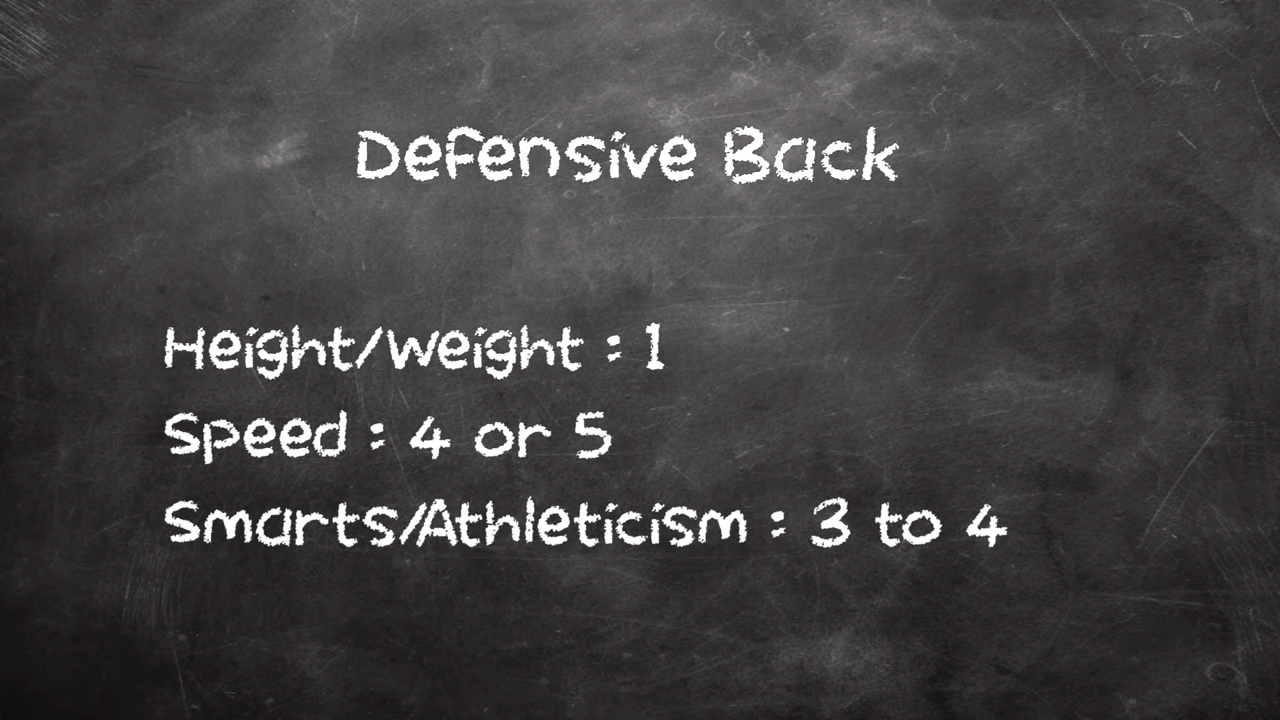 Defensive Back
Height/Weight : 1
Speed : 4 or 5
Smarts/Athleticism : 3 to 4